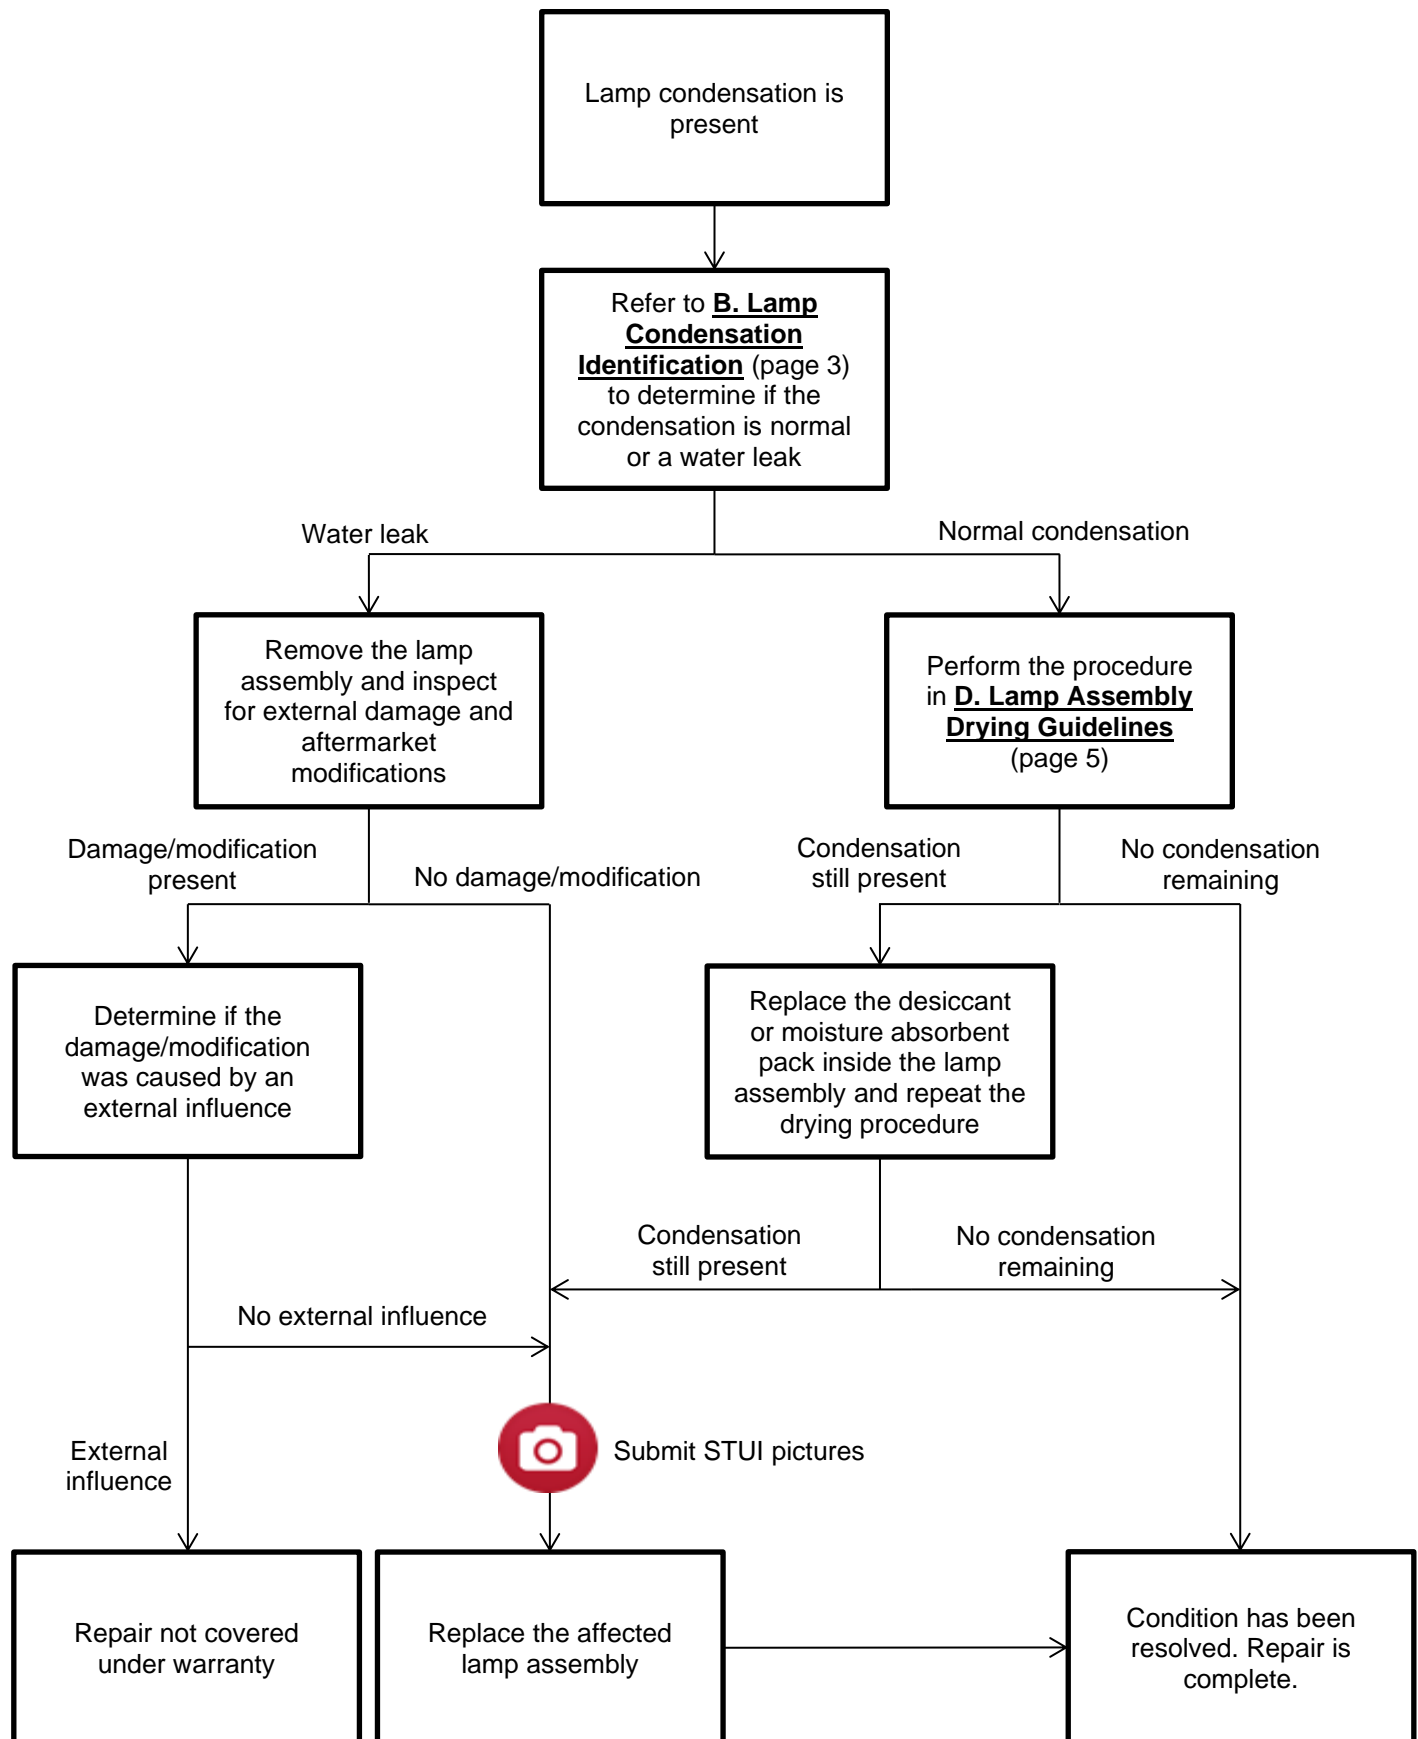 Lamp condensation is
present
Refer to B. Lamp
Condensation
Identification (page 3)
to determine if the
condensation is normal
or a water leak
Water leak
Normal condensation
Remove the lamp
assembly and inspect
for external damage and
aftermarket
modifications
Perform the procedure
in D. Lamp Assembly
Drying Guidelines
(page 5)
Damage/modification
present
No damage/modification
Condensation
still present
No condensation
remaining
Determine if the
damage/modification
was caused by an
external influence
Replace the desiccant
or moisture absorbent
pack inside the lamp
assembly and repeat the
drying procedure
Condensation
still present
No condensation
remaining
No external influence
External
influence
Submit STUI pictures
Repair not covered
under warranty
Replace the affected
lamp assembly
Condition has been
resolved. Repair is
complete.